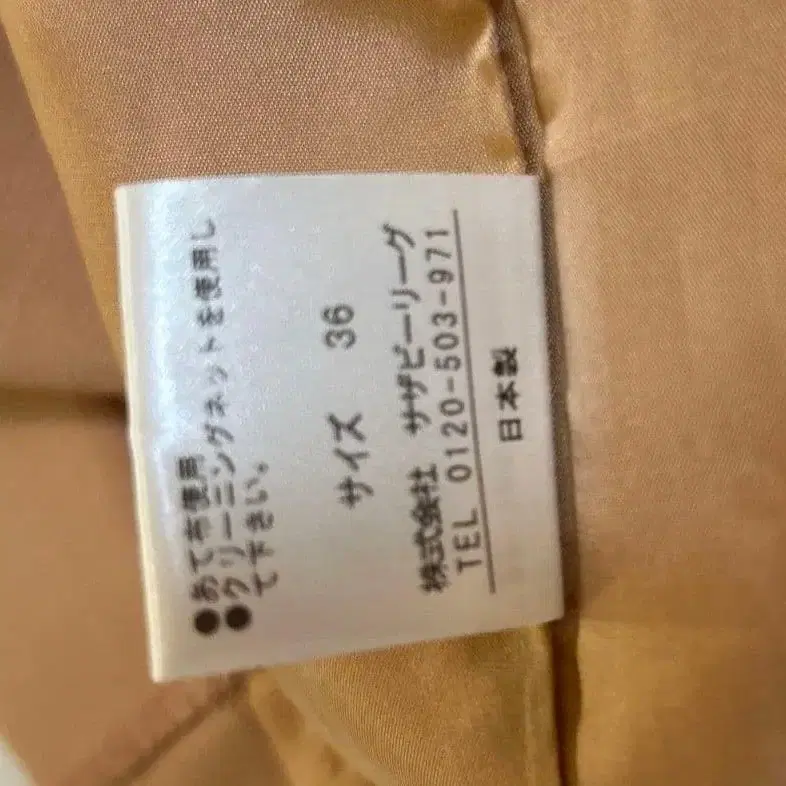 ●あて布使用
●クリーニングネットを使用し
て下さい。
サイズ 36
株式会社 サザビーリーグ
TEL 0120-503-971
日本製